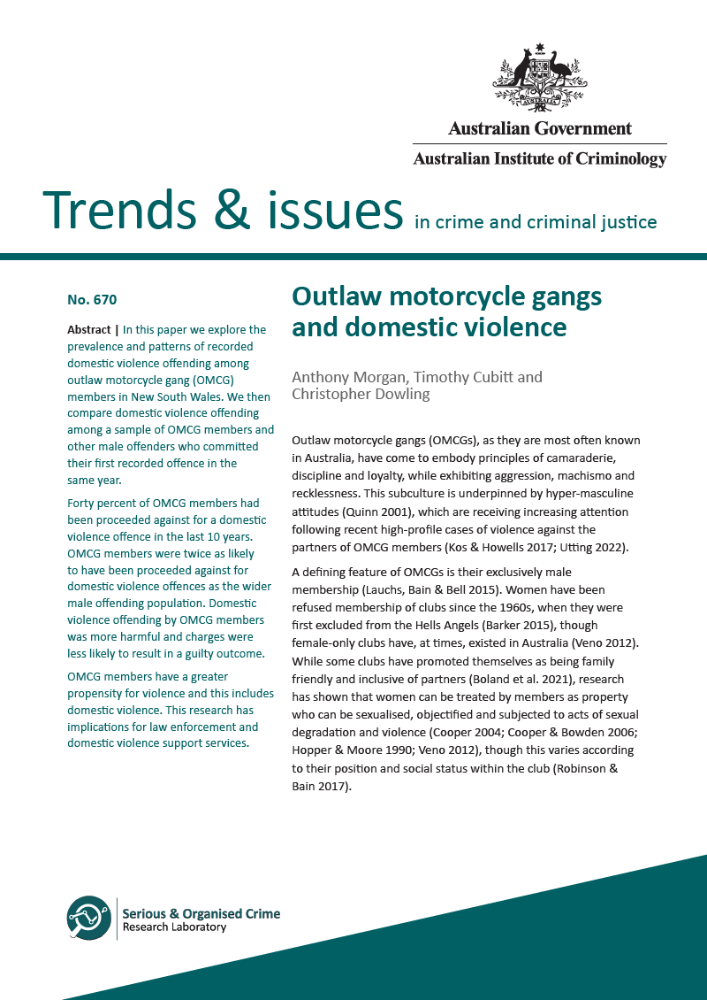 AUSTRALIA
Australian Government
Australian Institute of Criminology
Trends & issues in crime and criminal justice
No. 670
Abstract | In this paper we explore the
prevalence and patterns of recorded
domestic violence offending among
outlaw motorcycle gang (OMCG)
members in New South Wales. We then
compare domestic violence offending
among a sample of OMCG members and
other male offenders who committed
their first recorded offence in the
same year.
Forty percent of OMCG members had
been proceeded against for a domestic
violence offence in the last 10 years.
OMCG members were twice as likely
to have been proceeded against for
domestic violence offences as the wider
male offending population. Domestic
violence offending by OMCG members
was more harmful and charges were
less likely to result in a guilty outcome.
OMCG members have a greater
propensity for violence and this includes
domestic violence. This research has
implications for law enforcement and
domestic violence support services.
Outlaw motorcycle gangs
and domestic violence
Anthony Morgan, Timothy Cubitt and
Christopher Dowling
Outlaw motorcycle gangs (OMCGs), as they are most often known
in Australia, have come to embody principles of camaraderie,
discipline and loyalty, while exhibiting aggression, machismo and
recklessness. This subculture is underpinned by hyper-masculine
attitudes (Quinn 2001), which are receiving increasing attention
following recent high-profile cases of violence against the
partners of OMCG members (Kos & Howells 2017; Utting 2022).
A defining feature of OMCGs is their exclusively male
membership (Lauchs, Bain & Bell 2015). Women have been
refused membership of clubs since the 1960s, when they were
first excluded from the Hells Angels (Barker 2015), though
female-only clubs have, at times, existed in Australia (Veno 2012).
While some clubs have promoted themselves as being family
friendly and inclusive of partners (Boland et al. 2021), research
has shown that women can be treated by members as property
who can be sexualised, objectified and subjected to acts of sexual
degradation and violence (Cooper 2004; Cooper & Bowden 2006;
Hopper & Moore 1990; Veno 2012), though this varies according
to their position and social status within the club (Robinson &
Bain 2017).
Serious & Organised Crime
Research Laboratory